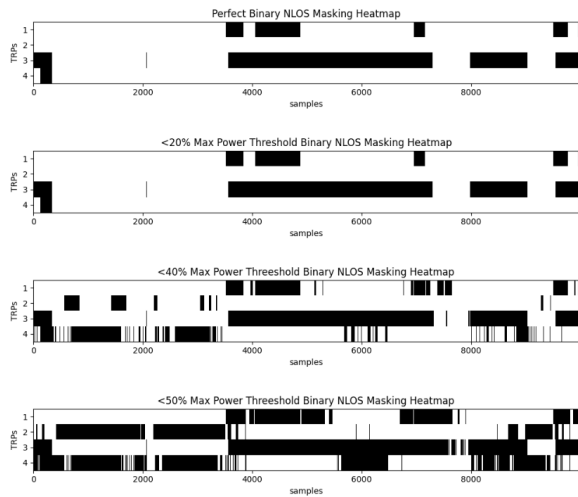 Perfect Binary NLOS Masking Heatmap
TRPs
1
2
3
4
0 2000 4000 6000 8000
samples
<20% Max Power Threshold Binary NLOS Masking Heatmap
TRPs
1
2
3
4
0 2000 4000 6000 8000
samples
<40% Max Power Threeshold Binary NLOS Masking Heatmap
TRPs
1
2
3
4
0 2000 4000 6000 8000
samples
<50% Max Power Threeshold Binary NLOS Masking Heatmap
TRPs
1
2
3
4
0 2000 4000 6000 8000
samples